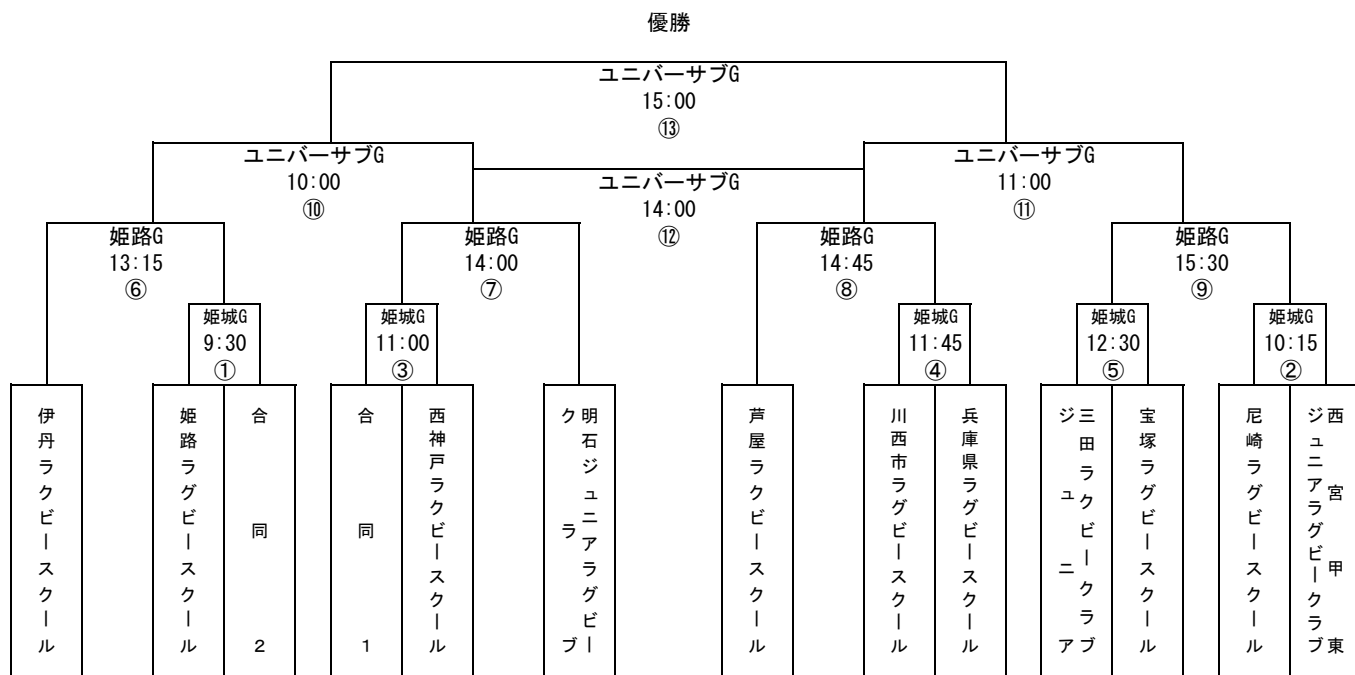 優勝
ユニバーサブG
15:00
⑬
ユニバーサブG
10:00
⑩
ユニバーサブG
14:00
⑫
ユニバーサブG
11:00
⑪
姫路G
13:15
⑥
姫路G
14:00
⑦
姫路G
14:45
⑧
姫路G
15:30
⑨
姫城G
9:30
①
姫城G
11:00
③
姫城G
11:45
④
姫城G
12:30
⑤
姫城G
10:15
②
伊丹ラクビースクール
姫路ラグビースクール
合同2
合同1
西神戸ラクビースクール
明石ジュニアラグビー
クラブ
芦屋ラクビースクール
川西市ラグビースクール
兵庫県ラグビースクール
三田ラクビークラブ
ジュニア
宝塚ラグビースクール
尼崎ラグビースクール
西宮甲東
ジュニアラグビークラブ